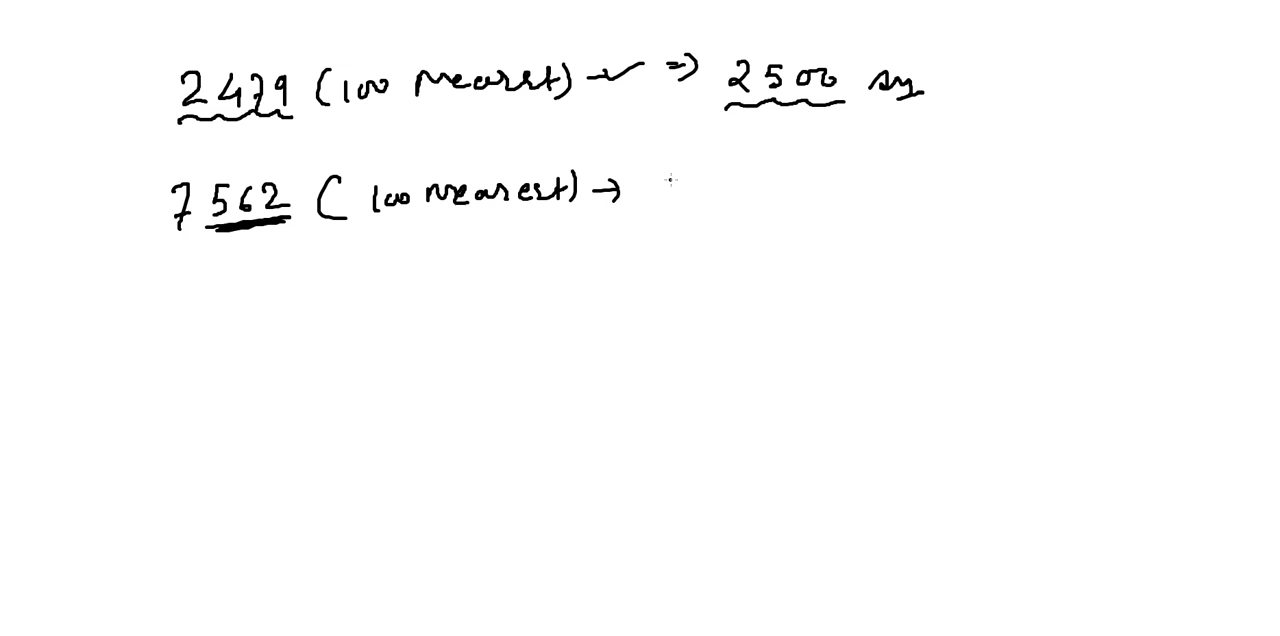 2479 (100 nearest) → ⇒ 2500
7562 (100 nearest) →